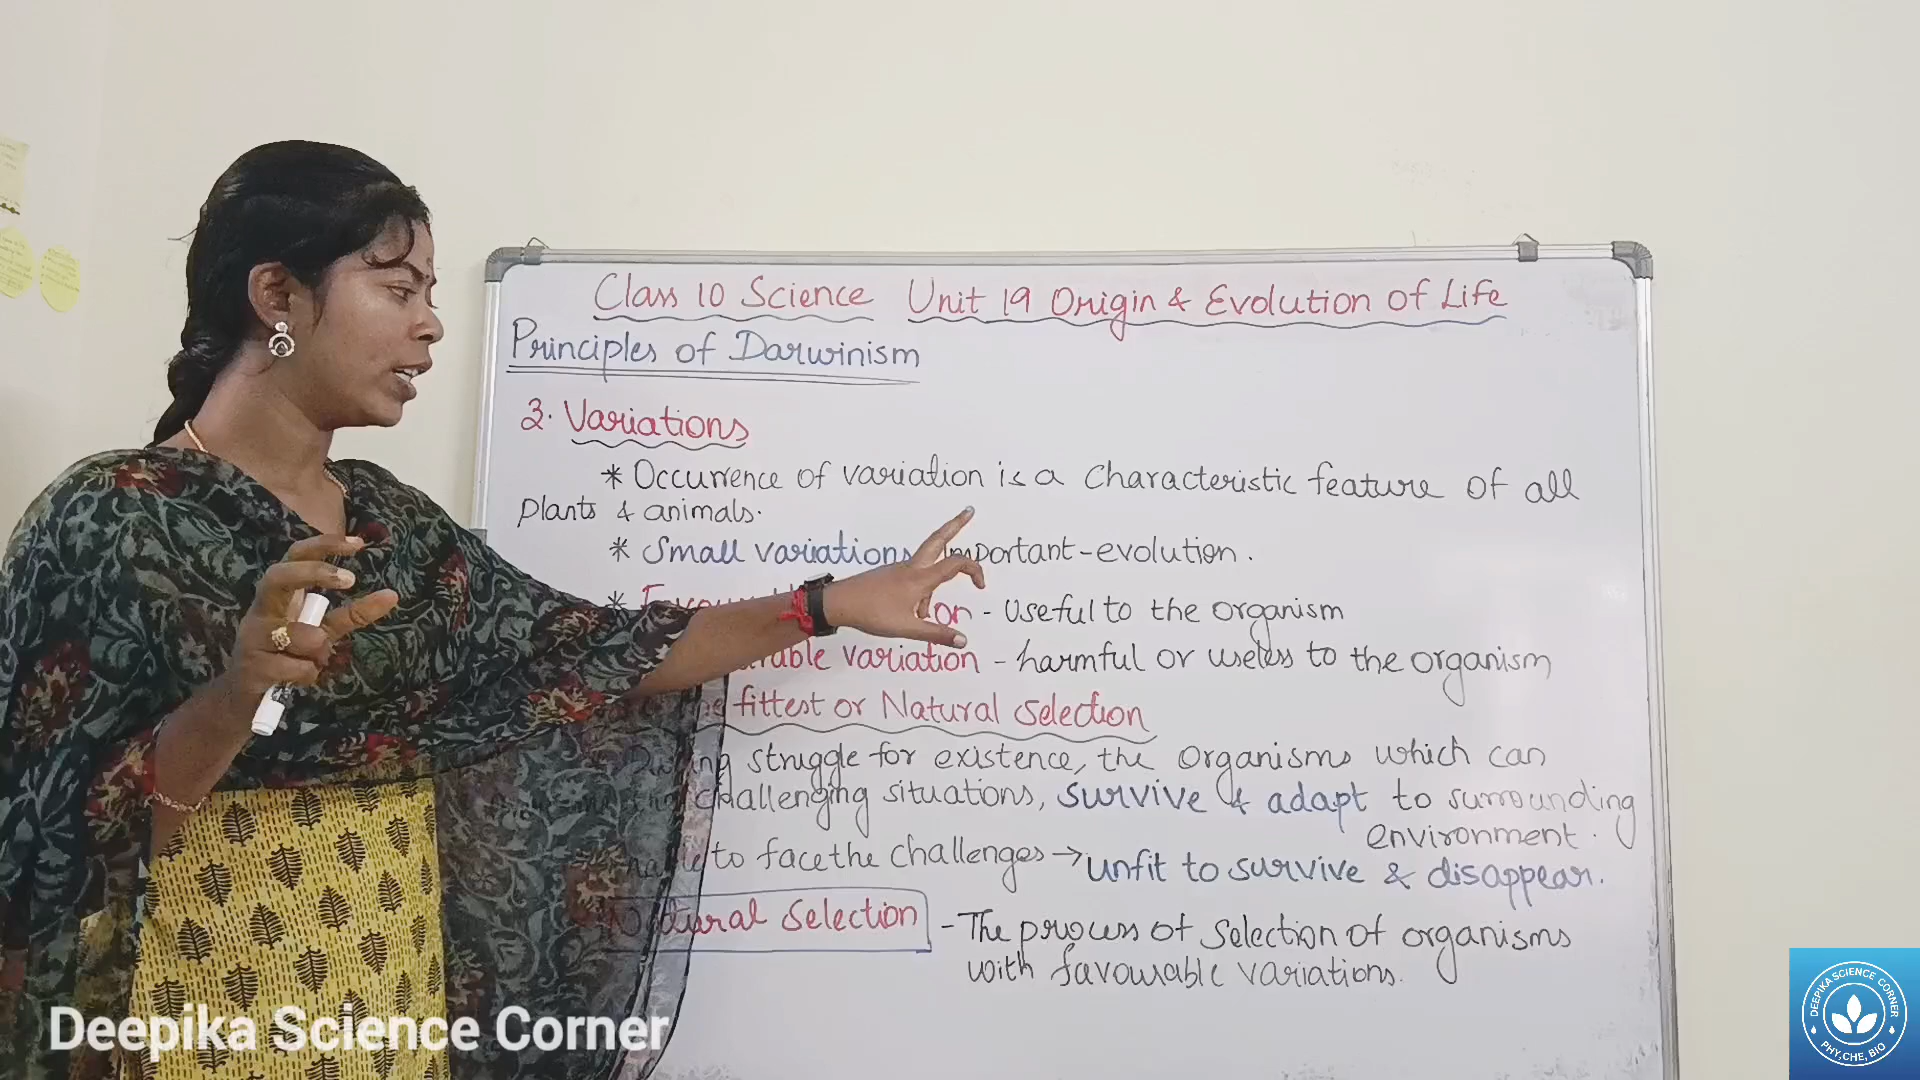 Class 10 Science Unit 19 Origin & Evolution of Life
Principles of Darwinism
3. Variations
* Occurrence of variation is a characteristic feature of all
plants & animals.
* Small variations important-evolution.
* - useful to the organism
variation - harmful or useless to the organism
fittest or Natural Selection
struggle for existence, the organisms which can
challenging situations, survive & adapt to surrounding
environment.
to face the challenges → unfit to survive & disappear.
Natural Selection - The process of selection of organisms
with favourable variations.
Deepika Science Corner
DEEPIKA SCIENCE CORNER
PHY, CHE, BIO